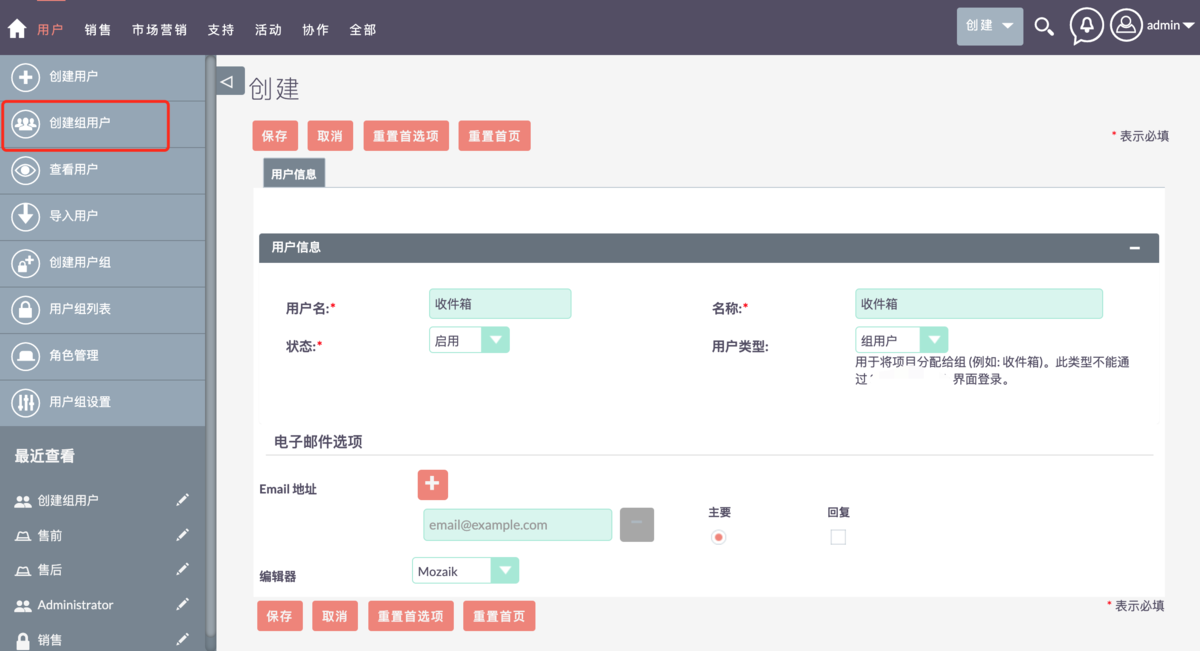 用户 销售 市场营销 支持 活动 协作 全部 创建 admin
创建用户
创建组用户
查看用户
导入用户
创建用户组
用户组列表
角色管理
用户组设置
最近查看
创建组用户
售前
售后
Administrator
销售
创建
保存 取消 重置首选项 重置首页 * 表示必填
用户信息
用户信息
用户名:* 收件箱 名称:* 收件箱
状态:* 启用 用户类型: 组用户
用于将项目分配给组 (例如: 收件箱)。此类型不能通
过 界面登录。
电子邮件选项
Email 地址
主要 回复
email@example.com
编辑器 Mozaik
保存 取消 重置首选项 重置首页 * 表示必填